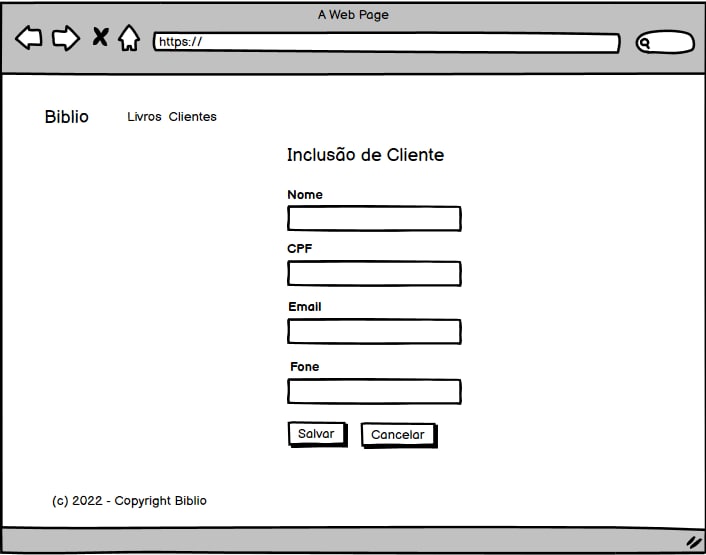 A Web Page
https://
Biblio
Livros Clientes
Inclusão de Cliente
Nome
CPF
Email
Fone
Salvar Cancelar
(c) 2022 - Copyright Biblio